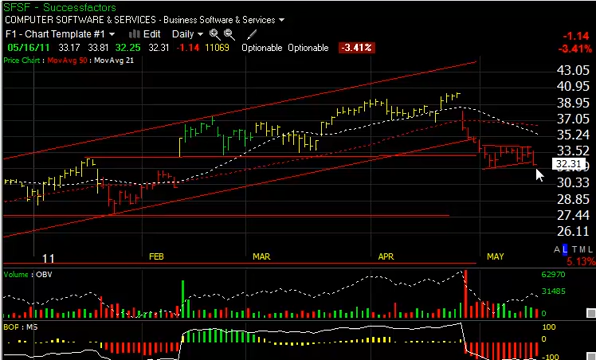 SFSF - Successfactors
COMPUTER SOFTWARE & SERVICES - Business Software & Services
F1 - Chart Template #1 Edit Daily
-1.14
05/16/11 33.17 33.81 32.25 32.31 -1.14 11069 Optionable Optionable -3.41%
-3.41%
Price Chart : MovAvg 50 : MovAvg 21
43.05
40.95
38.95
37.05
35.24
33.52
32.31
30.33
28.85
27.44
26.11
11 FEB MAR APR MAY
A L T M L
5.13%
Volume : OBV
62970
31485
0
BOP : MS
100
0
-100